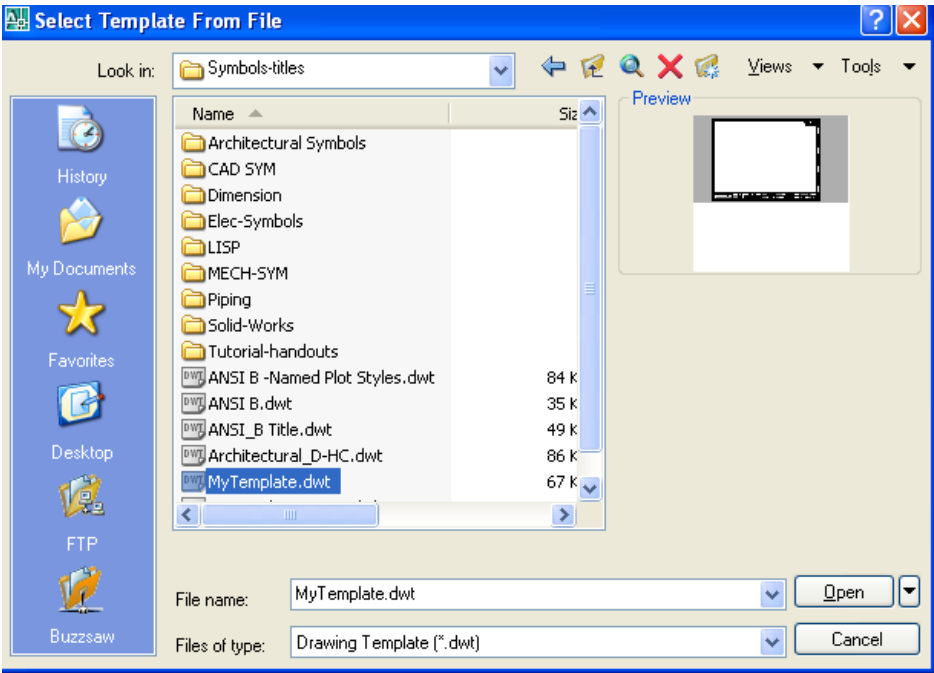 Select Template From File
Look in: Symbols-titles Views Tools
History
My Documents
Favorites
Desktop
FTP
Buzzsaw
Name Siz
Architectural Symbols
CAD SYM
Dimension
Elec-Symbols
LISP
MECH-SYM
Piping
Solid-Works
Tutorial-handouts
ANSI B -Named Plot Styles.dwt 84 K
ANSI B.dwt 35 K
ANSI_B Title.dwt 49 K
Architectural_D-HC.dwt 86 K
MyTemplate.dwt 67 K
Preview
File name: MyTemplate.dwt Open
Files of type: Drawing Template (*.dwt) Cancel